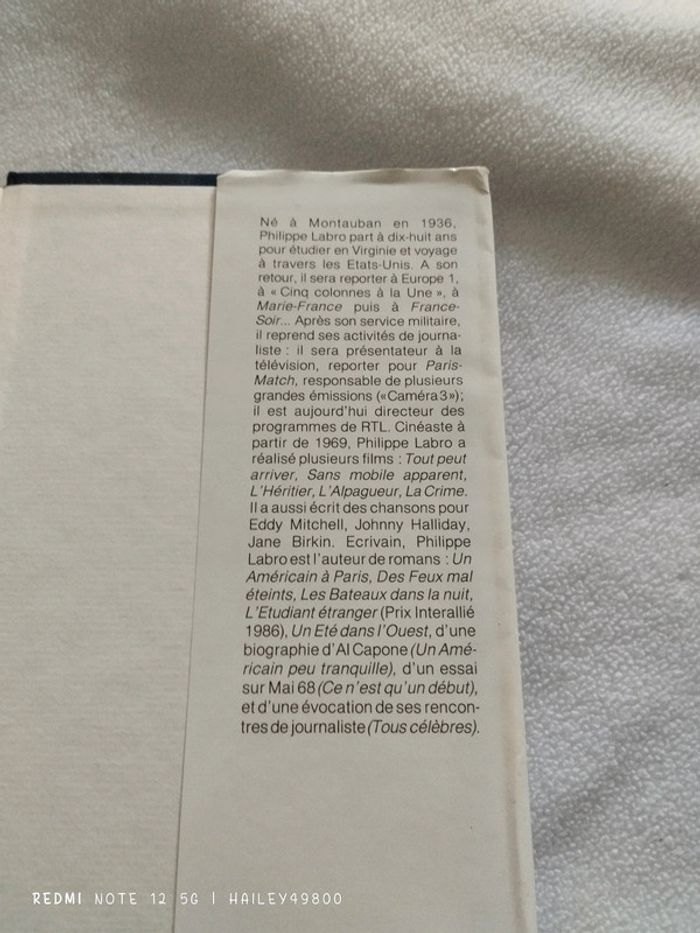 Né à Montauban en 1936,
Philippe Labro part à dix-huit ans
pour étudier en Virginie et voyage
à travers les Etats-Unis. A son
retour, il sera reporter à Europe 1,
à « Cinq colonnes à la Une », à
Marie-France puis à France-
Soir... Après son service militaire,
il reprend ses activités de journa-
liste : il sera présentateur à la
télévision, reporter pour Paris-
Match, responsable de plusieurs
grandes émissions («Caméra 3»);
il est aujourd'hui directeur des
programmes de RTL. Cinéaste à
partir de 1969, Philippe Labro a
réalisé plusieurs films : Tout peut
arriver, Sans mobile apparent,
L'Héritier, L'Alpagueur, La Crime.
Il a aussi écrit des chansons pour
Eddy Mitchell, Johnny Halliday,
Jane Birkin. Ecrivain, Philippe
Labro est l'auteur de romans : Un
Américain à Paris, Des Feux mal
éteints, Les Bateaux dans la nuit,
L'Etudiant étranger (Prix Interallié
1986), Un Eté dans l'Ouest, d'une
biographie d'Al Capone (Un Amé-
ricain peu tranquille), d'un essai
sur Mai 68 (Ce n'est qu'un début),
et d'une évocation de ses rencon-
tres de journaliste (Tous célèbres).
REDMI NOTE 12 5G | HAILEY49800